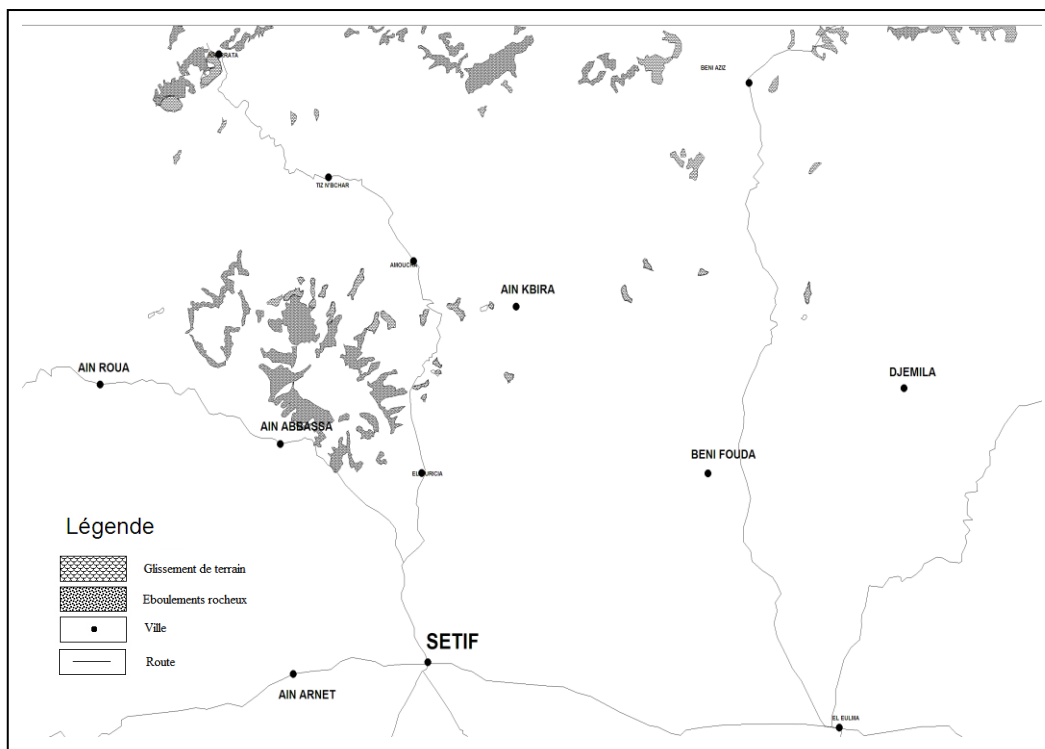 BENI AZIZ
TIZ N'BCHAR
AIN KBIRA
AIN ROUA
DJEMILA
AIN ABBASSA
BENI FOUDA
Légende
Glissement de terrain
Eboulements rocheux
Ville
Route
SETIF
AIN ARNET
EL EULMA